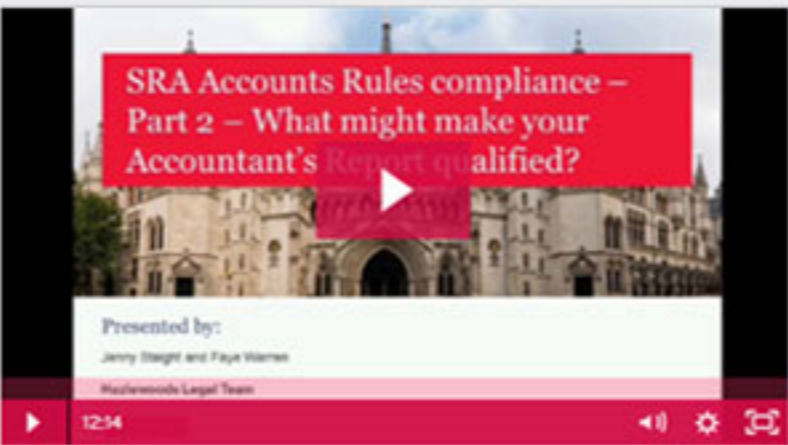 SRA Accounts Rules compliance –
Part 2 – What might make your
Accountant's Report qualified?
Presented by:
Jenny Staight and Faye Warren
Hazlewoods Legal Team
12:14